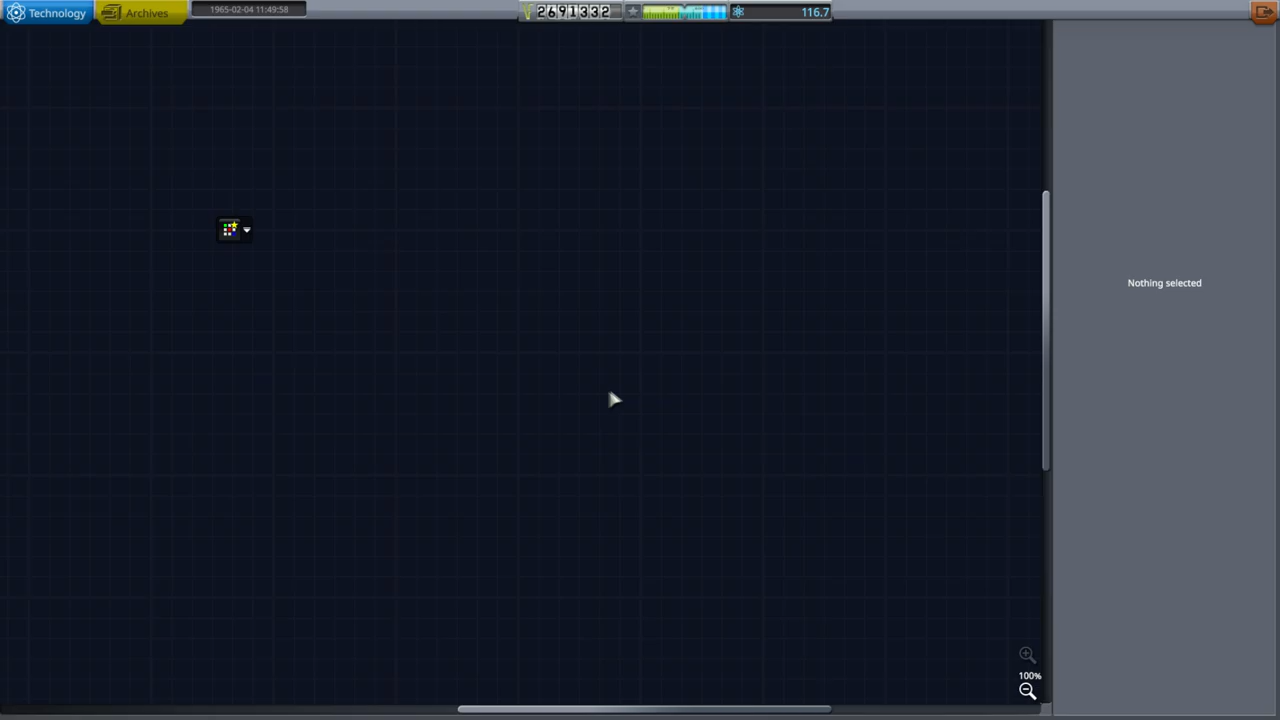 Technology
Archives
1965-02-04 11:49:58
2691332
116.7
Nothing selected
100%